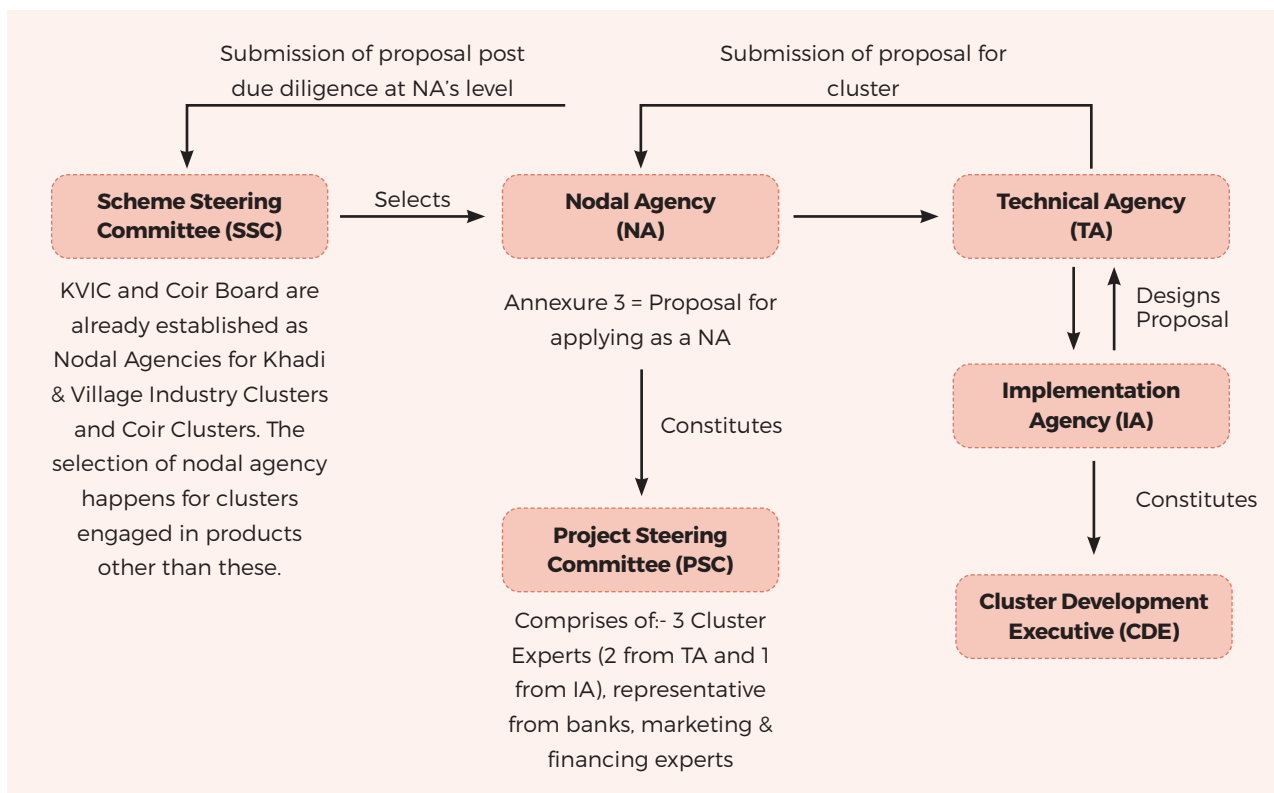 Submission of proposal post
due diligence at NA's level
Submission of proposal for
cluster
Scheme Steering
Committee (SSC)
Selects
Nodal Agency
(NA)
Technical Agency
(TA)
KVIC and Coir Board are
already established as
Nodal Agencies for Khadi
& Village Industry Clusters
and Coir Clusters. The
selection of nodal agency
happens for clusters
engaged in products
other than these.
Annexure 3 = Proposal for
applying as a NA
Constitutes
Project Steering
Committee (PSC)
Comprises of:- 3 Cluster
Experts (2 from TA and 1
from IA), representative
from banks, marketing &
financing experts
Designs
Proposal
Implementation
Agency (IA)
Constitutes
Cluster Development
Executive (CDE)